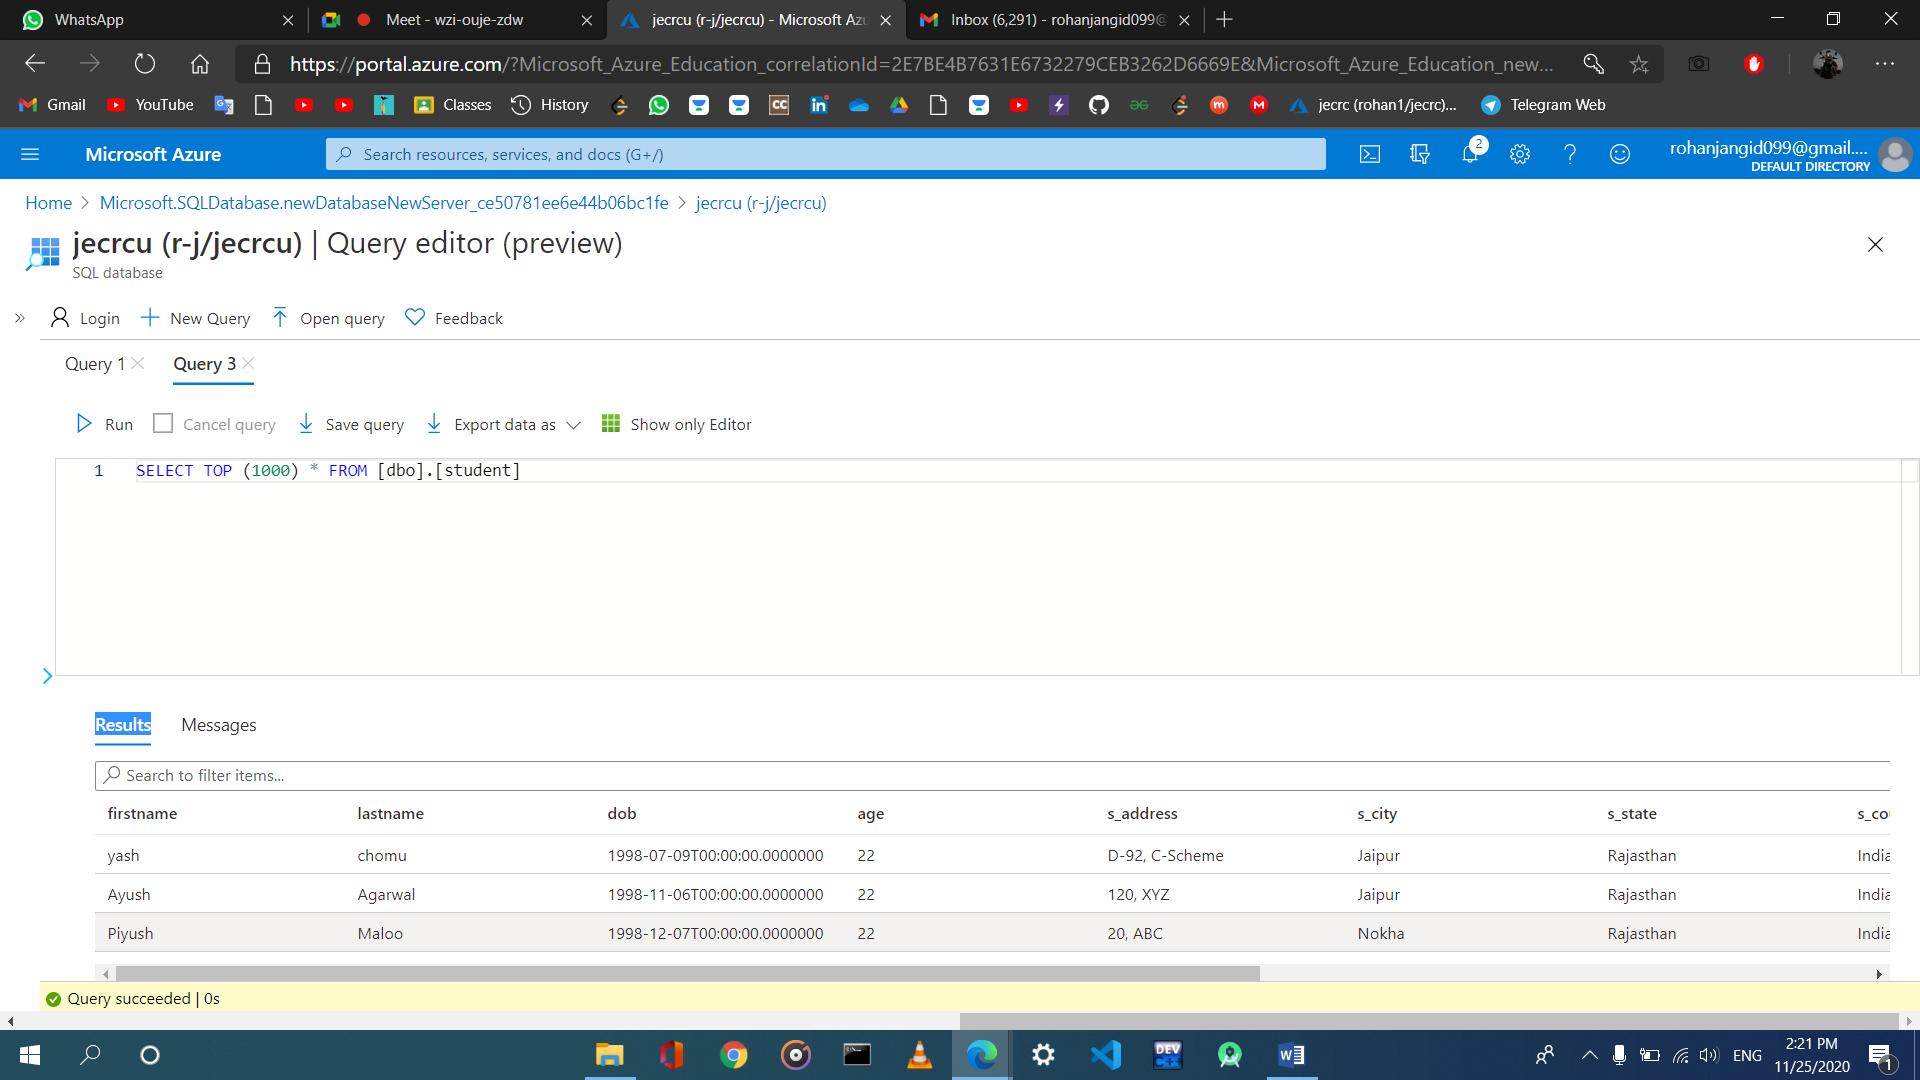 WhatsApp
Meet - wzi-ouje-zdw
jecrcu (r-j/jecrcu) - Microsoft Azu
Inbox (6,291) - rohanjangid099@
https://portal.azure.com/?Microsoft_Azure_Education_correlationId=2E7BE4B7631E6732279CEB3262D6669E&Microsoft_Azure_Education_new...
Gmail YouTube Classes History CC in jecrc (rohan1/jecrc)... Telegram Web
Microsoft Azure
Search resources, services, and docs (G+/)
2
rohanjangid099@gmail....
DEFAULT DIRECTORY
Home > Microsoft.SQLDatabase.newDatabaseNewServer_ce50781ee6e44b06bc1fe > jecrcu (r-j/jecrcu)
jecrcu (r-j/jecrcu) | Query editor (preview)
SQL database
Login New Query Open query Feedback
Query 1 Query 3
Run Cancel query Save query Export data as Show only Editor
1 SELECT TOP (1000) * FROM [dbo].[student]
Results Messages
Search to filter items...
firstname lastname dob age s_address s_city s_state s_cou
yash chomu 1998-07-09T00:00:00.0000000 22 D-92, C-Scheme Jaipur Rajasthan India
Ayush Agarwal 1998-11-06T00:00:00.0000000 22 120, XYZ Jaipur Rajasthan India
Piyush Maloo 1998-12-07T00:00:00.0000000 22 20, ABC Nokha Rajasthan India
Query succeeded | 0s
DEV C++
ENG
2:21 PM
11/25/2020
1